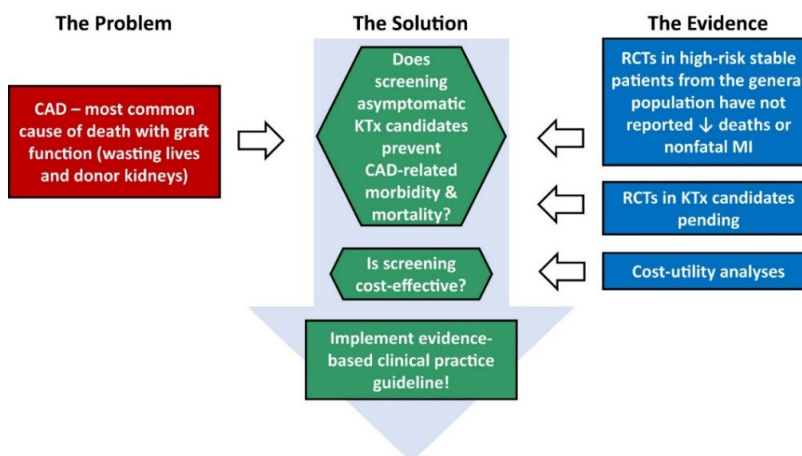 The Problem
The Solution
The Evidence
CAD – most common
cause of death with graft
function (wasting lives
and donor kidneys)
Does
screening
asymptomatic
KTx candidates
prevent
CAD-related
morbidity &
mortality?
Is screening
cost-effective?
Implement evidence-
based clinical practice
guideline!
RCTs in high-risk stable
patients from the general
population have not
reported ↓ deaths or
nonfatal MI
RCTs in KTx candidates
pending
Cost-utility analyses